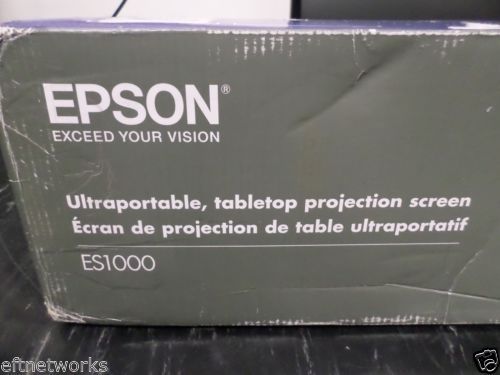 EPSON®
EXCEED YOUR VISION
Ultraportable, tabletop projection screen
Écran de projection de table ultraportatif
ES1000
eftnetworks